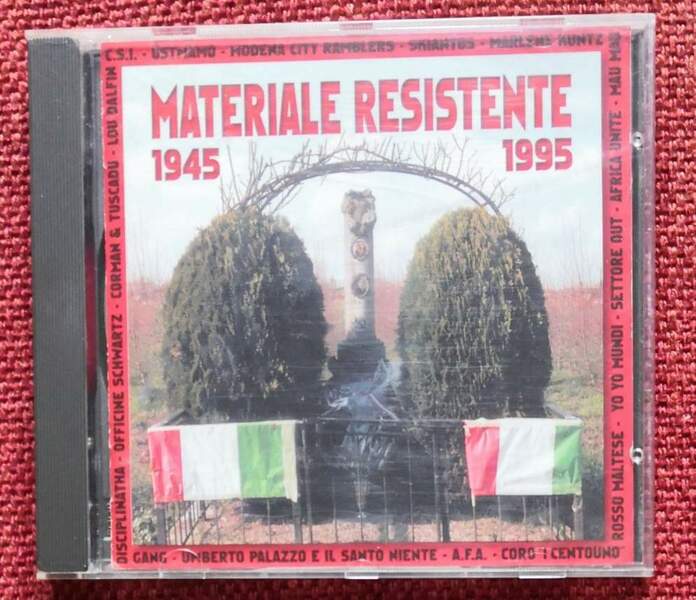 C.S.I. - USTMAMÒ - MODENA CITY RAMBLERS - SKIANTOS - MARLENE KUNTZ
MAU MAU - AFRICA UNITE - SETTORE OUT - YO YO MUNDI - ROSSO MALTESE
MATERIALE RESISTENTE
1945 1995
DISCIPLINATHA - OFFICINE SCHWARTZ - CORMAN & TUSCADU - LOU DALFIN
GANG - UMBERTO PALAZZO E IL SANTO NIENTE - A.F.A. - CORO I CENTOUNO